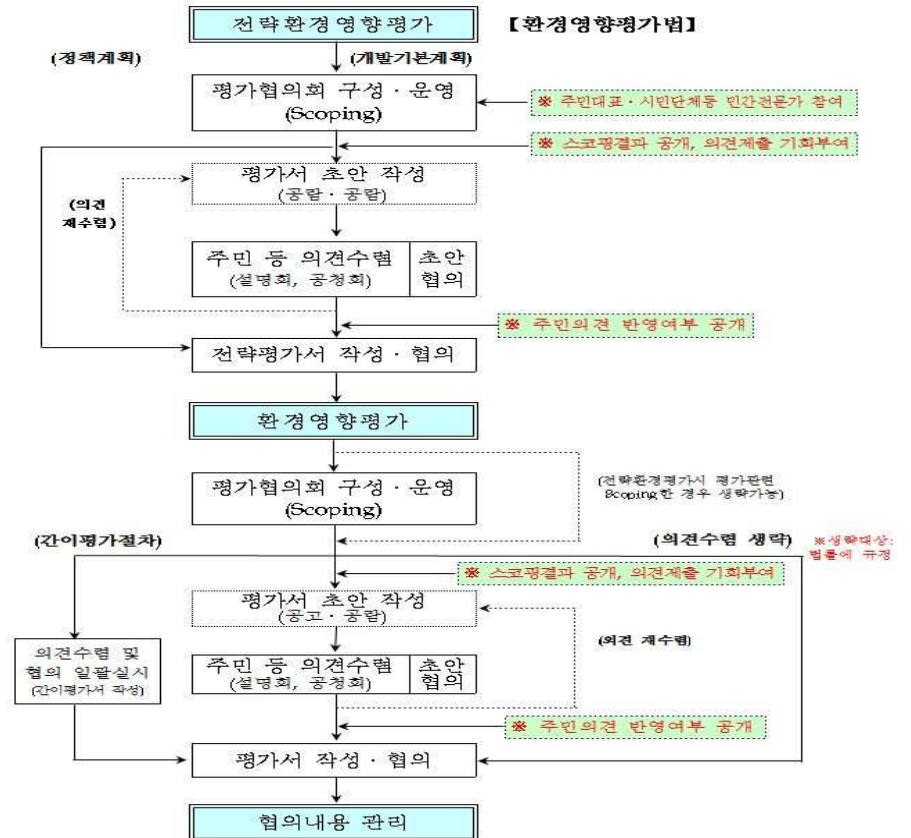 전략환경영향평가
【환경영향평가법】
(정책계획)
(개발기본계획)
평가협의회 구성 · 운영
(Scoping)
※ 주민대표 · 시민단체등 민간전문가 참여
※ 스코핑결과 공개, 의견제출 기회부여
평가서 초안 작성
(공람 · 공람)
(의견
재수렴)
주민 등 의견수렴
(설명회, 공청회)
초안
협의
※ 주민의견 반영여부 공개
전략평가서 작성 · 협의
환경영향평가
평가협의회 구성 · 운영
(Scoping)
(전략환경평가시 평가관련
Scoping한 경우 생략가능)
(간이평가절차)
(의견수렴 생략)
※생략대상:
법률에 규정
※ 스코핑결과 공개, 의견제출 기회부여
평가서 초안 작성
(공고 · 공람)
의견수렴 및
협의 일괄실시
(간이평가서 작성)
(의견 재수렴)
주민 등 의견수렴
(설명회, 공청회)
초안
협의
※ 주민의견 반영여부 공개
평가서 작성 · 협의
협의내용 관리